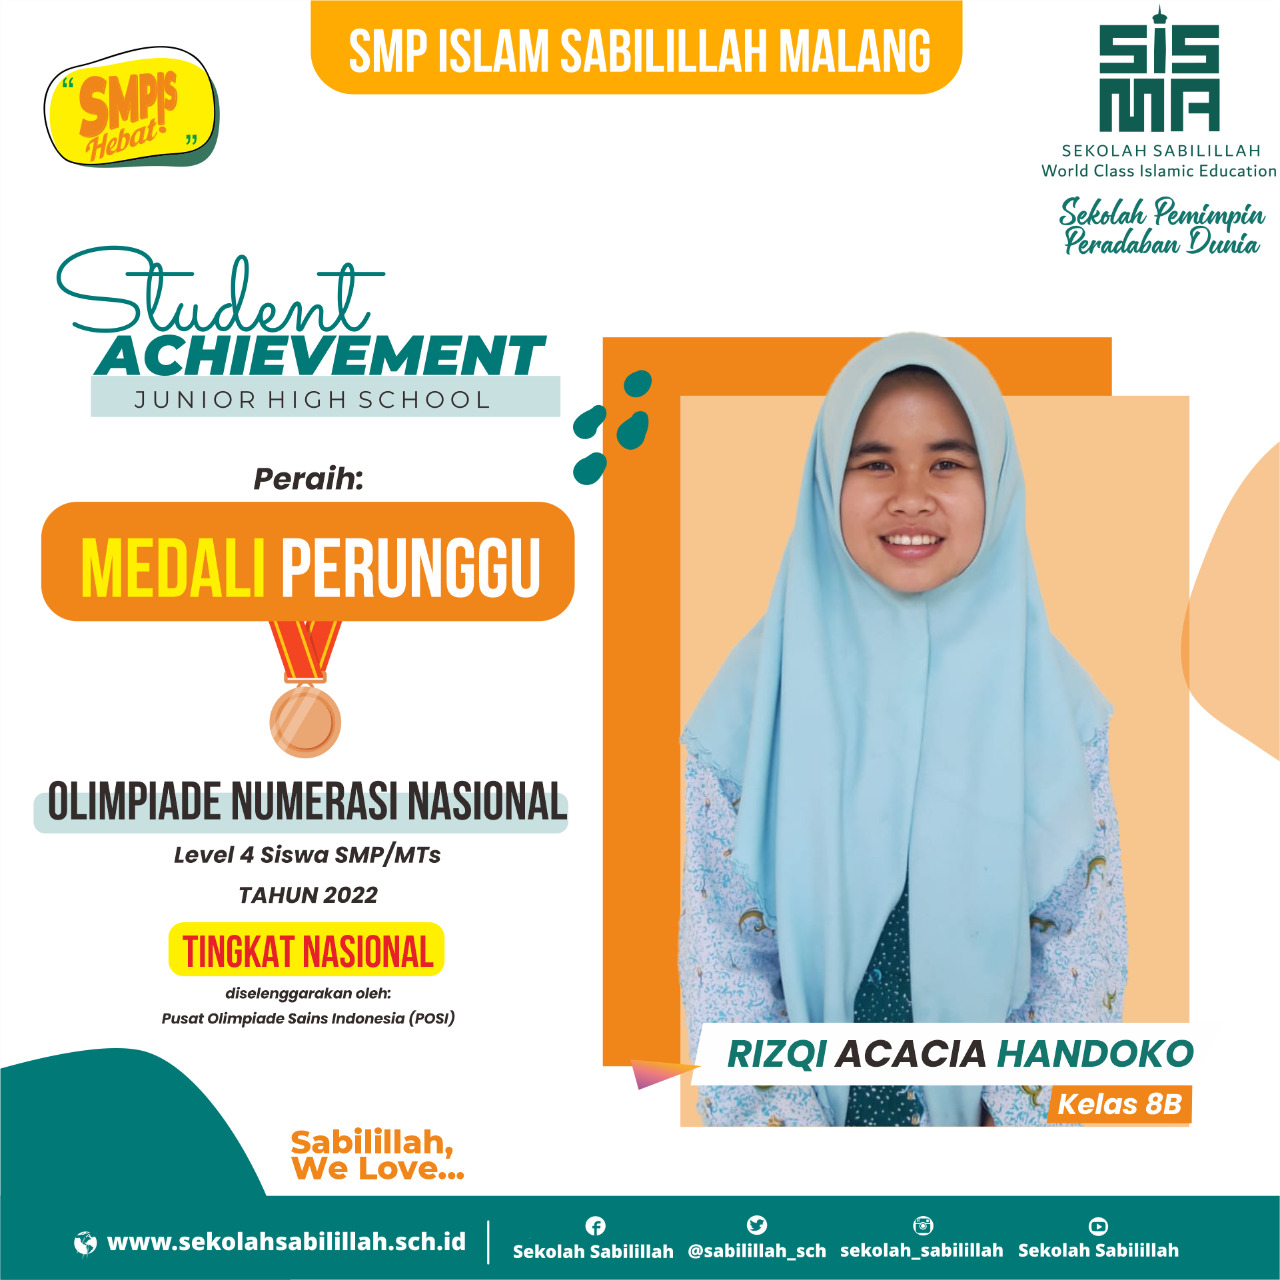 SMP ISLAM SABILILLAH MALANG
“SMPIS
Hebat!”
SISMA
SEKOLAH SABILILLAH
World Class Islamic Education
Sekolah Pemimpin
Peradaban Dunia
Student
ACHIEVEMENT
JUNIOR HIGH SCHOOL
Peraih:
MEDALI PERUNGGU
OLIMPIADE NUMERASI NASIONAL
Level 4 Siswa SMP/MTs
TAHUN 2022
TINGKAT NASIONAL
diselenggarakan oleh:
Pusat Olimpiade Sains Indonesia (POSI)
RIZQI ACACIA HANDOKO
Kelas 8B
Sabilillah,
We Love...
www.sekolahsabilillah.sch.id
Sekolah Sabilillah
@sabilillah_sch
sekolah_sabilillah
Sekolah Sabilillah